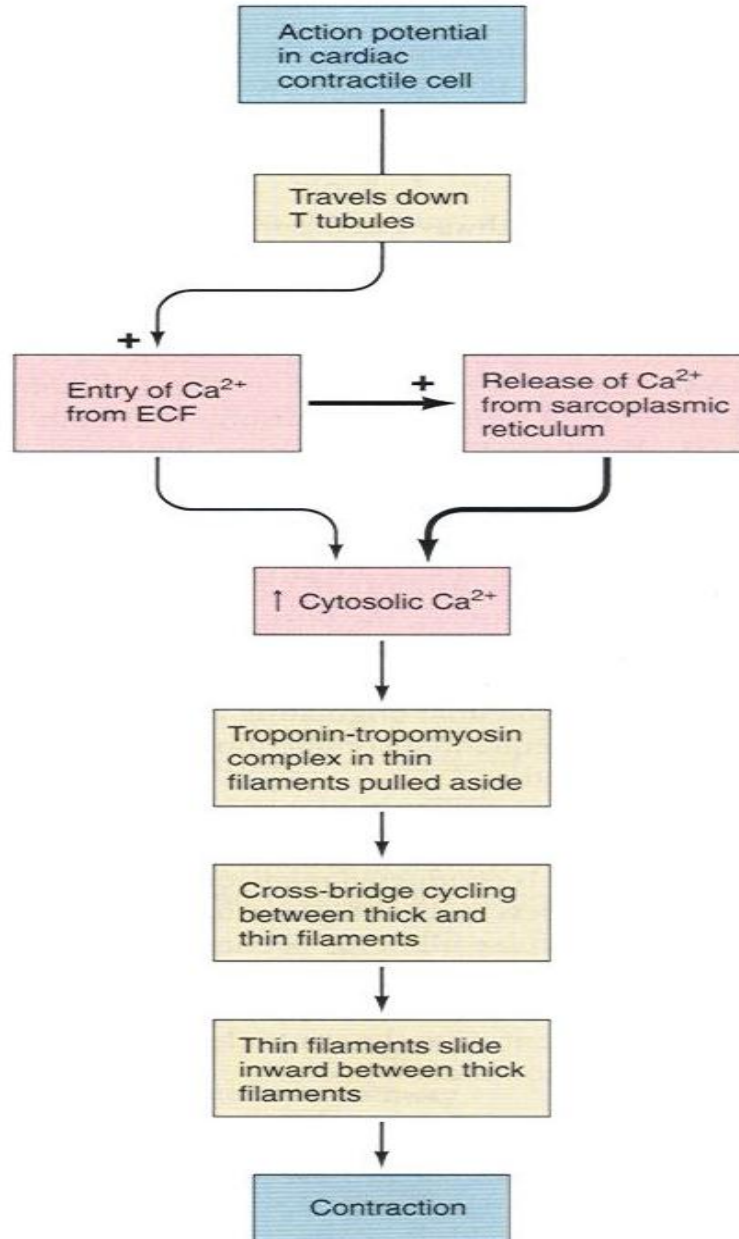 Action potential
in cardiac
contractile cell
Travels down
T tubules
+
Entry of Ca²⁺
from ECF
+
Release of Ca²⁺
from sarcoplasmic
reticulum
↑ Cytosolic Ca²⁺
Troponin-tropomyosin
complex in thin
filaments pulled aside
Cross-bridge cycling
between thick and
thin filaments
Thin filaments slide
inward between thick
filaments
Contraction